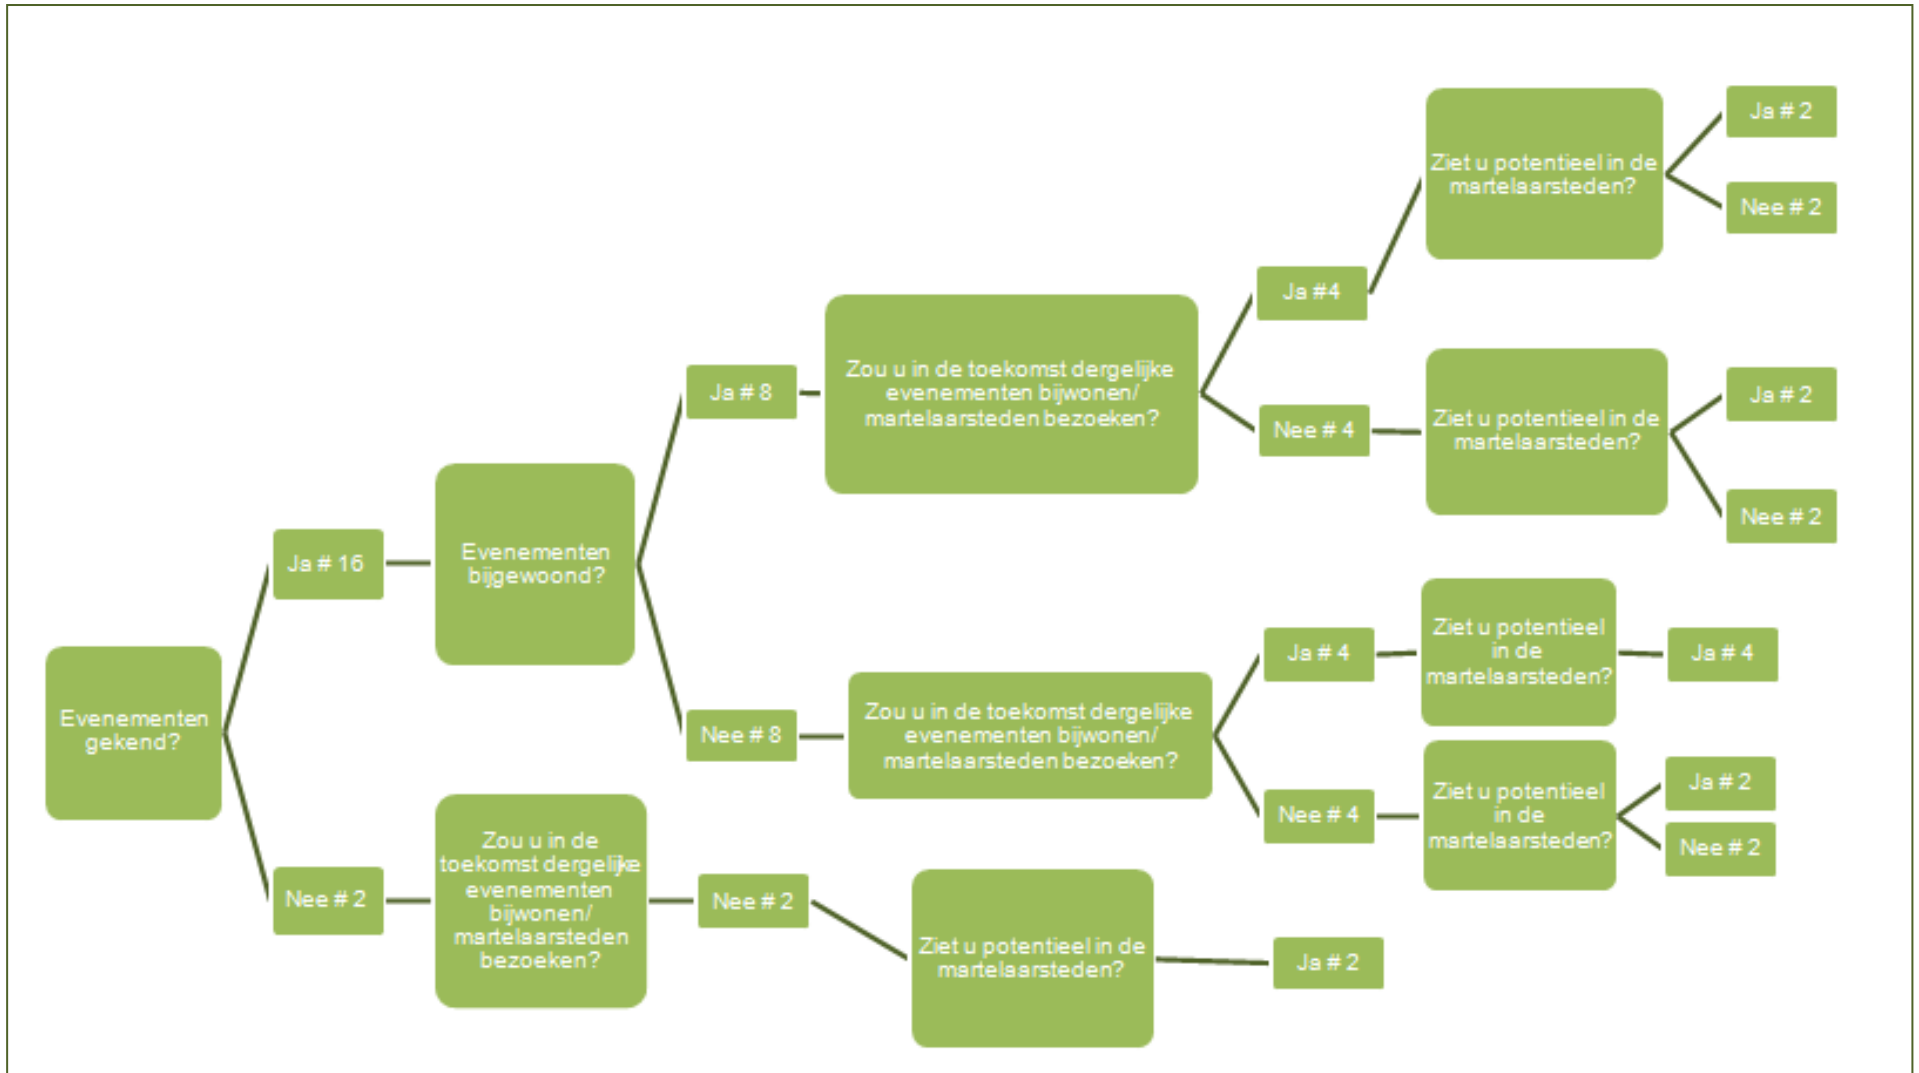 Evenementen
gekend?
Ja # 16
Evenementen
bijgewoond?
Ja # 8
Zou u in de toekomst dergelijke
evenementen bijwonen/
martelaarsteden bezoeken?
Ja #4
Ziet u potentieel in de
martelaarsteden?
Ja # 2
Nee # 2
Nee # 4
Ziet u potentieel in de
martelaarsteden?
Ja # 2
Nee # 2
Nee # 8
Zou u in de toekomst dergelijke
evenementen bijwonen/
martelaarsteden bezoeken?
Ja # 4
Ziet u potentieel
in de
martelaarsteden?
Ja # 4
Nee # 4
Ziet u potentieel
in de
martelaarsteden?
Ja # 2
Nee # 2
Nee # 2
Zou u in de
toekomst dergelijke
evenementen
bijwonen/
martelaarsteden
bezoeken?
Nee # 2
Ziet u potentieel in de
martelaarsteden?
Ja # 2